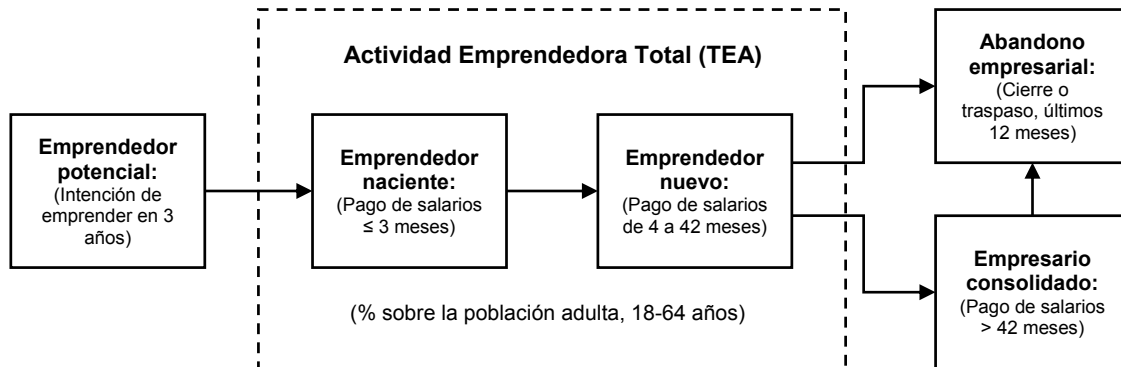 Actividad Emprendedora Total (TEA)
Emprendedor
potencial:
(Intención de
emprender en 3
años)
Emprendedor
naciente:
(Pago de salarios
≤ 3 meses)
Emprendedor
nuevo:
(Pago de salarios
de 4 a 42 meses)
(% sobre la población adulta, 18-64 años)
Abandono
empresarial:
(Cierre o
traspaso, últimos
12 meses)
Empresario
consolidado:
(Pago de salarios
> 42 meses)